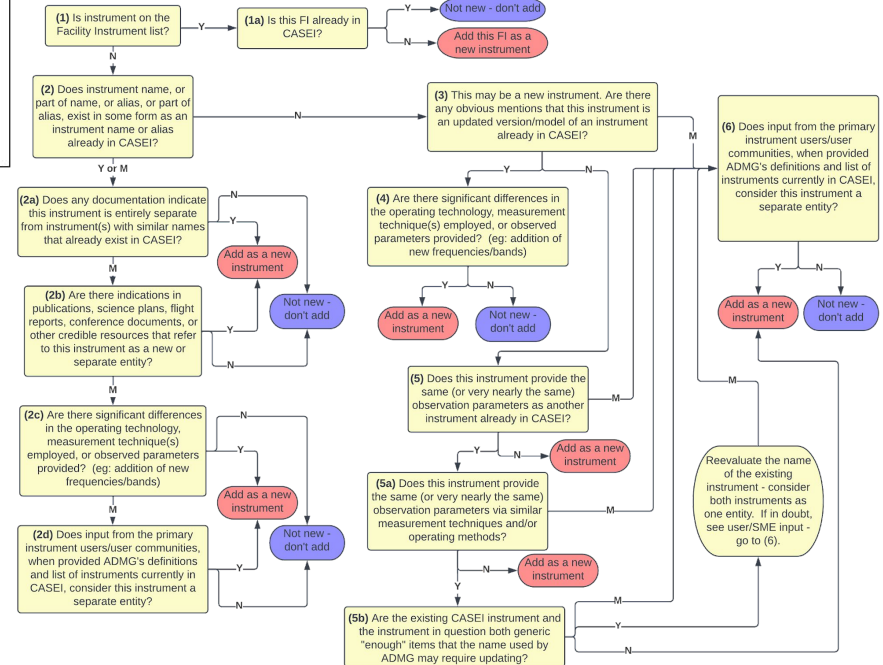 (1) Is instrument on the
Facility Instrument list?
Y
(1a) Is this FI already in
CASEI?
Y
Not new - don't add
N
Add this FI as a
new instrument
N
(2) Does instrument name, or
part of name, or alias, or part of
alias, exist in some form as an
instrument name or alias
already in CASEI?
N
Y or M
(2a) Does any documentation indicate
this instrument is entirely separate
from instrument(s) with similar names
that already exist in CASEI?
N
Y
Add as a new
instrument
M
(2b) Are there indications in
publications, science plans, flight
reports, conference documents, or
other credible resources that refer
to this instrument as a new or
separate entity?
Not new -
don't add
Y
N
M
(2c) Are there significant differences
in the operating technology,
measurement technique(s)
employed, or observed parameters
provided? (eg: addition of new
frequencies/bands)
N
Y
Add as a new
instrument
M
(2d) Does input from the primary
instrument users/user communities,
when provided ADMG's definitions
and list of instruments currently in
CASEI, consider this instrument a
separate entity?
Not new -
don't add
Y
N
(3) This may be a new instrument. Are there
any obvious mentions that this instrument is
an updated version/model of an instrument
already in CASEI?
M
Y
N
(4) Are there significant differences in
the operating technology, measurement
technique(s) employed, or observed
parameters provided? (eg: addition of
new frequencies/bands)
Y
N
Add as a new
instrument
Not new -
don't add
(5) Does this instrument provide the
same (or very nearly the same)
observation parameters as another
instrument already in CASEI?
M
Y
N
Add as a new
instrument
(5a) Does this instrument provide
the same (or very nearly the same)
observation parameters via similar
measurement techniques and/or
operating methods?
M
N
Add as a new
instrument
Y
(5b) Are the existing CASEI instrument and
the instrument in question both generic
"enough" items that the name used by
ADMG may require updating?
M
Y
N
(6) Does input from the primary
instrument users/user
communities, when provided
ADMG's definitions and list of
instruments currently in CASEI,
consider this instrument a
separate entity?
Y
N
Add as a new
instrument
Not new -
don't add
M
Reevaluate the name
of the existing
instrument - consider
both instruments as
one entity. If in doubt,
see user/SME input -
go to (6).